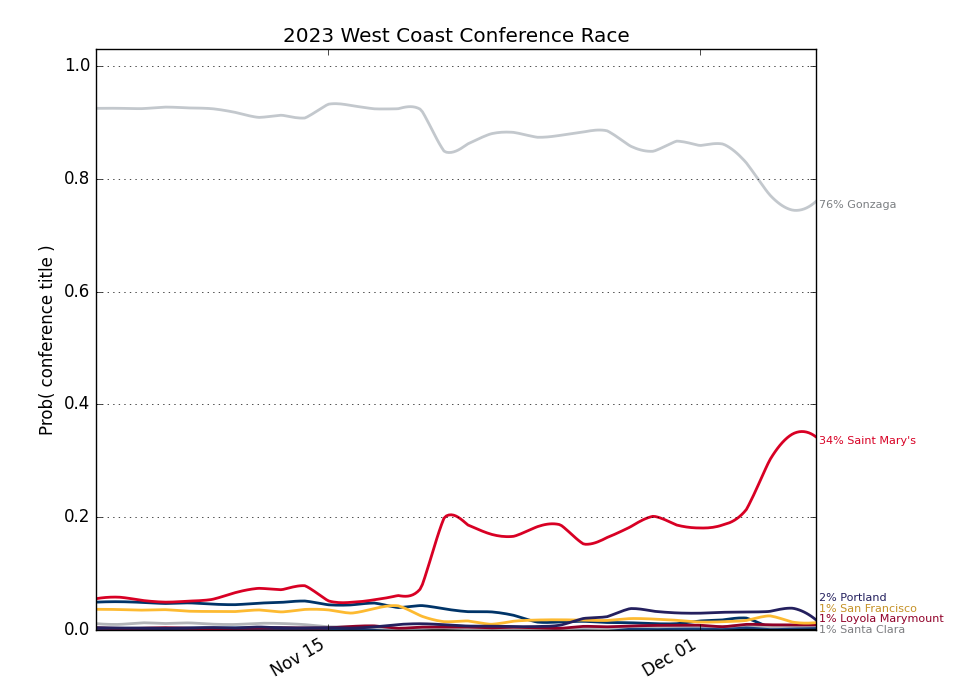 2023 West Coast Conference Race
Prob( conference title )
1.0
0.8
0.6
0.4
0.2
0.0
Nov 15
Dec 01
76% Gonzaga
34% Saint Mary's
2% Portland
1% San Francisco
1% Loyola Marymount
1% Santa Clara